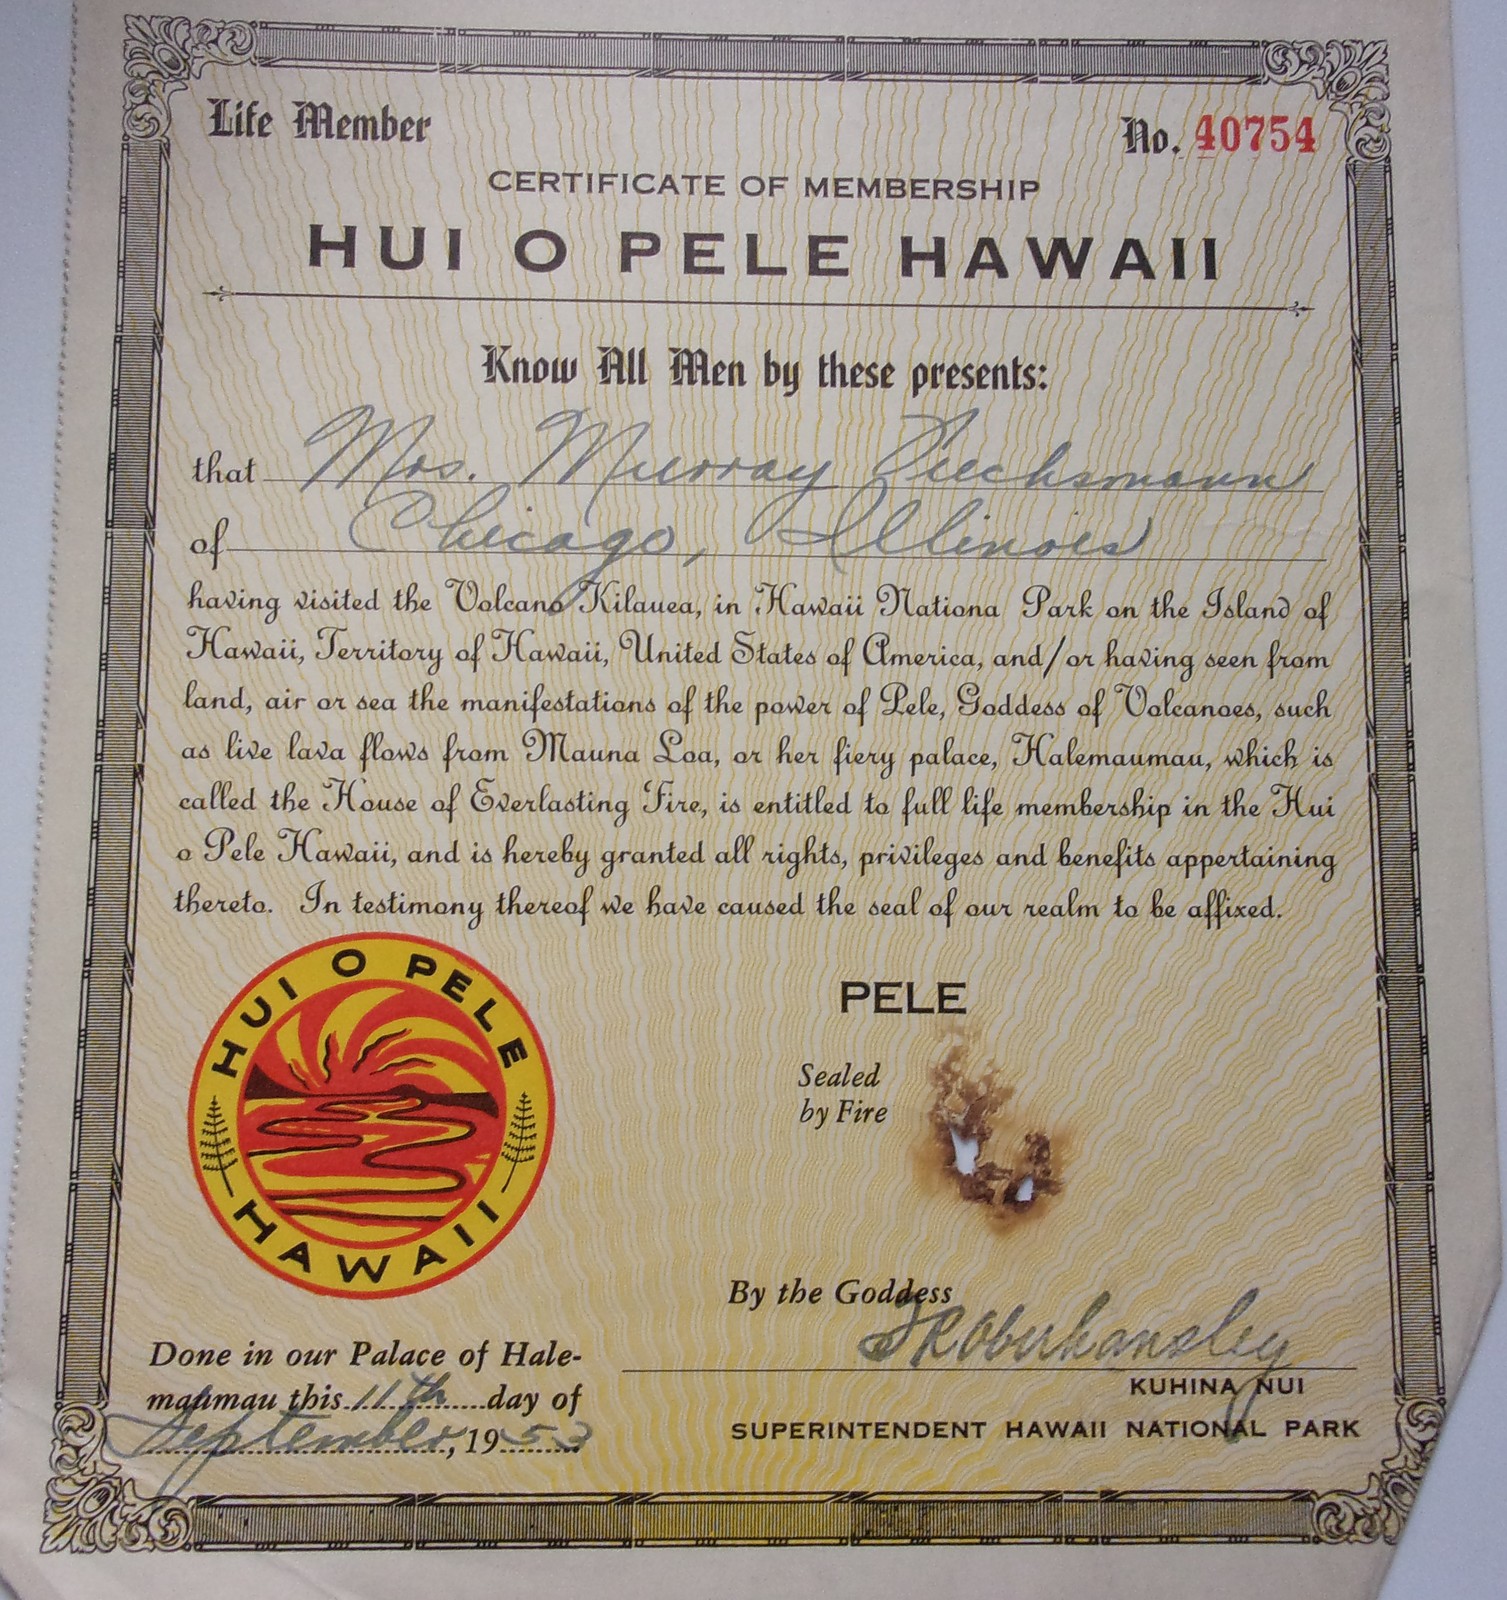 Life Member
No. 40754
CERTIFICATE OF MEMBERSHIP
HUI O PELE HAWAII
Know All Men by these presents:
that Mrs. Murray
of Chicago, Illinois
having visited the Volcano Kilauea, in Hawaii Nationa Park on the Island of
Hawaii, Territory of Hawaii, United States of America, and/or having seen from
land, air or sea the manifestations of the power of Pele, Goddess of Volcanoes, such
as live lava flows from Mauna Loa, or her fiery palace, Halemaumau, which is
called the House of Everlasting Fire, is entitled to full life membership in the Hui
o Pele Hawaii, and is hereby granted all rights, privileges and benefits appertaining
thereto. In testimony thereof we have caused the seal of our realm to be affixed.
HUI O PELE
HAWAII
PELE
Sealed
by Fire
By the Goddess
Done in our Palace of Hale-
maumau this 11th day of
September, 1953
KUHINA NUI
SUPERINTENDENT HAWAII NATIONAL PARK